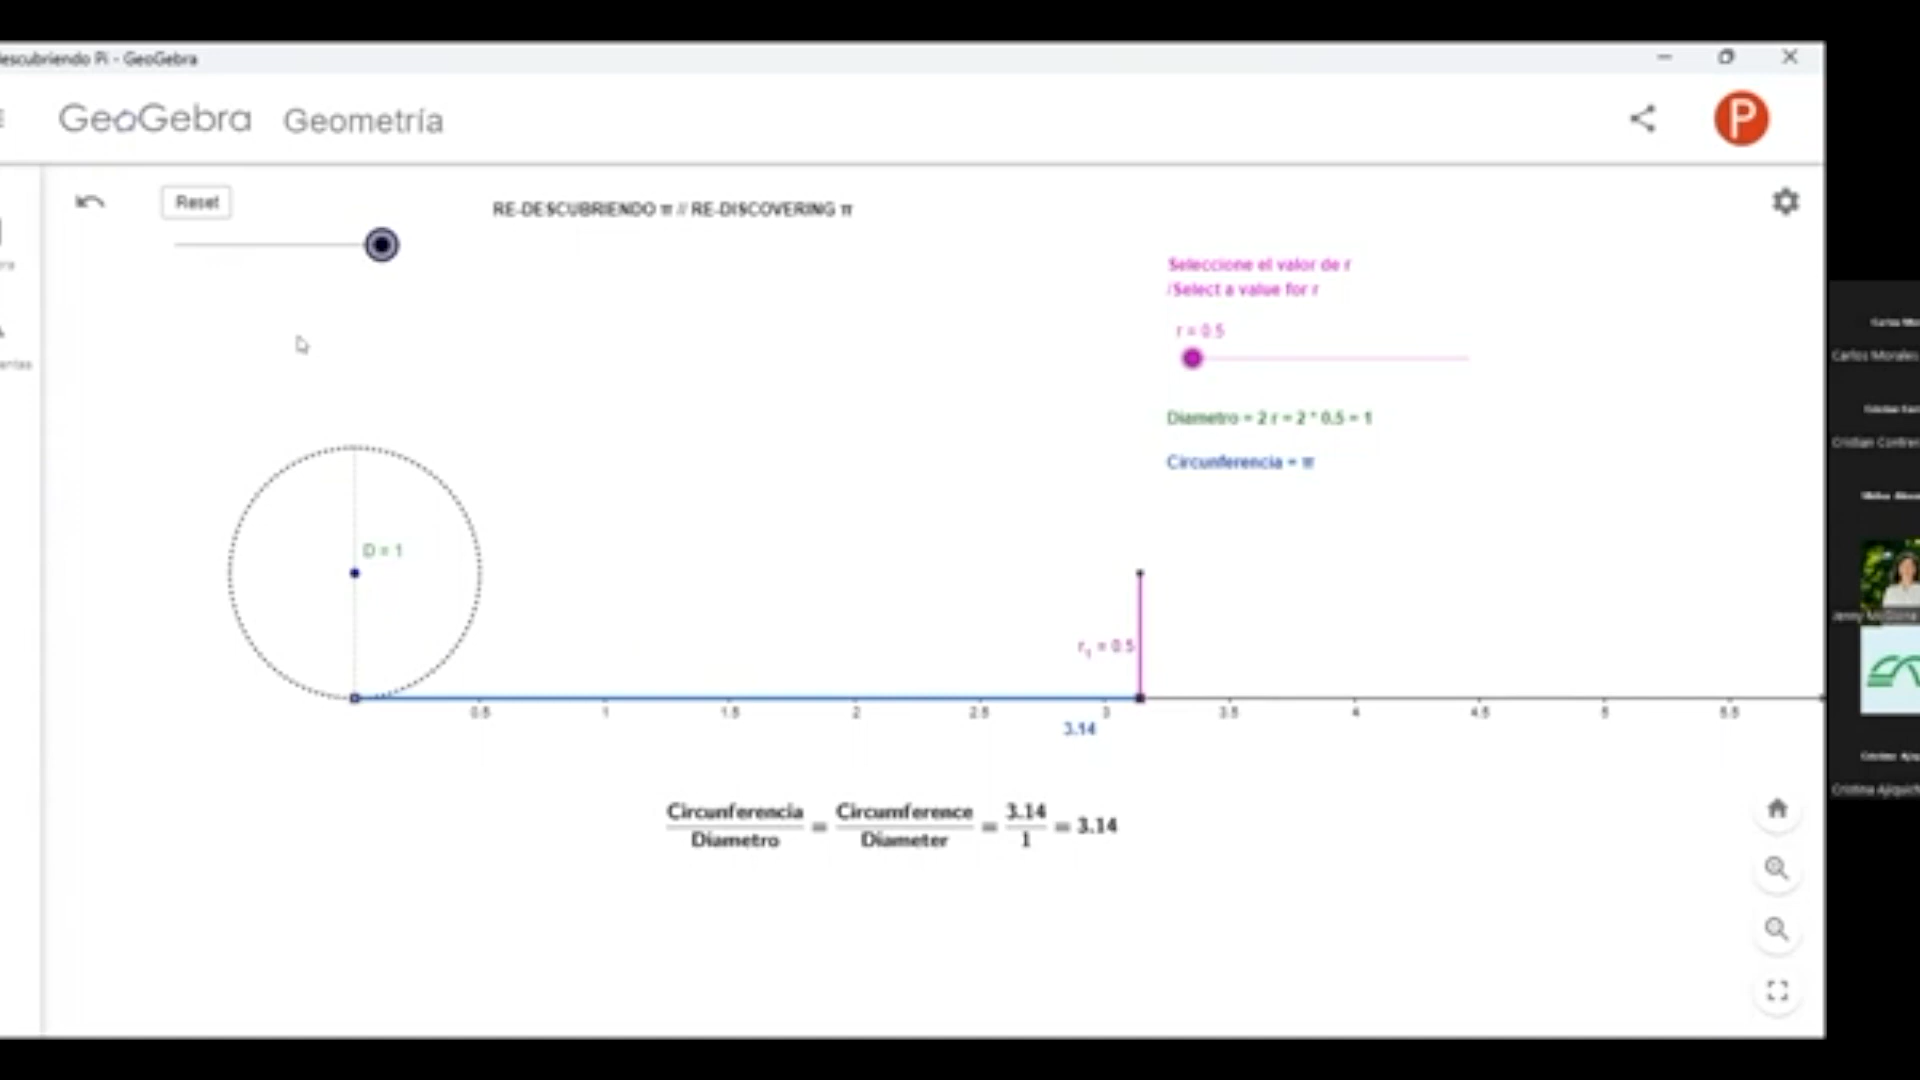 escubriendo Pi - GeoGebra
GeoGebra Geometría
P
Reset
RE-DESCUBRIENDO π // RE-DISCOVERING π
Seleccione el valor de r
/Select a value for r
r = 0.5
Diametro = 2 r = 2 * 0.5 = 1
Circunferencia = π
D = 1
r₁ = 0.5
0.5 1 1.5 2 2.5 3 3.5 4 4.5 5 5.5
3.14
Circunferencia / Diametro = Circumference / Diameter = 3.14 / 1 = 3.14
Carlos Morales
Cristian Contrer